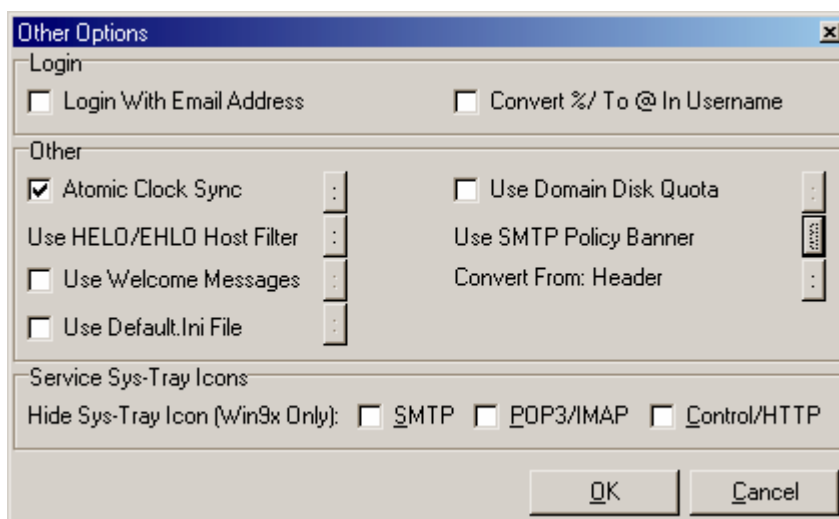 Other Options
Login
Login With Email Address
Convert %/ To @ In Username
Other
Atomic Clock Sync :
Use Domain Disk Quota :
Use HELO/EHLO Host Filter :
Use SMTP Policy Banner :
Use Welcome Messages :
Convert From: Header :
Use Default.Ini File :
Service Sys-Tray Icons
Hide Sys-Tray Icon (Win9x Only): SMTP POP3/IMAP Control/HTTP
OK Cancel